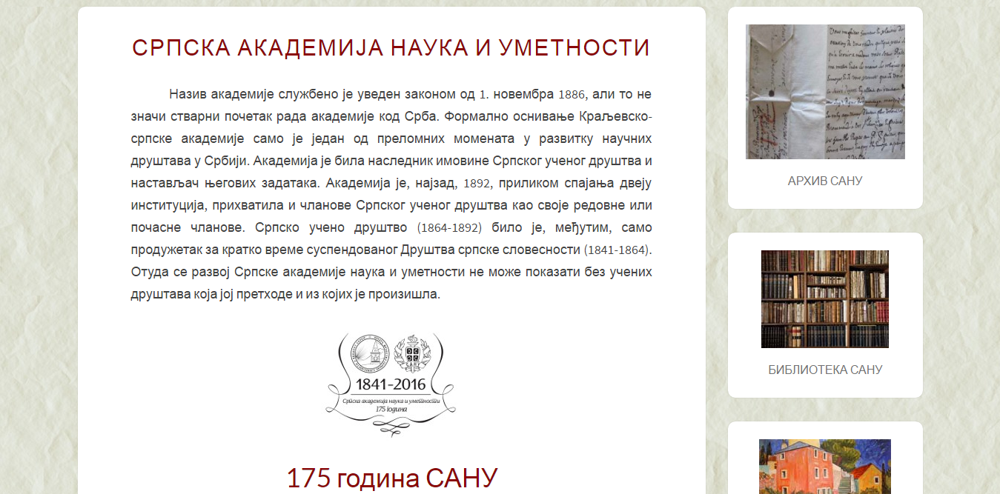 СРПСКА АКАДЕМИЈА НАУКА И УМЕТНОСТИ
Назив академије службено је уведен законом од 1. новембра 1886, али то не
значи стварни почетак рада академије код Срба. Формално оснивање Краљевско-
српске академије само је један од преломних момената у развитку научних
друштава у Србији. Академија је била наследник имовине Српског ученог друштва и
настављач његових задатака. Академија је, најзад, 1892, приликом спајања двеју
институција, прихватила и чланове Српског ученог друштва као своје редовне или
почасне чланове. Српско учено друштво (1864-1892) било је, међутим, само
продужетак за кратко време суспендованог Друштва српске словесности (1841-1864).
Отуда се развој Српске академије наука и уметности не може показати без учених
друштава која јој претходе и из којих је произишла.
1841-2016
Српска академија наука и уметности
175 година
175 година САНУ
АРХИВ САНУ
БИБЛИОТЕКА САНУ